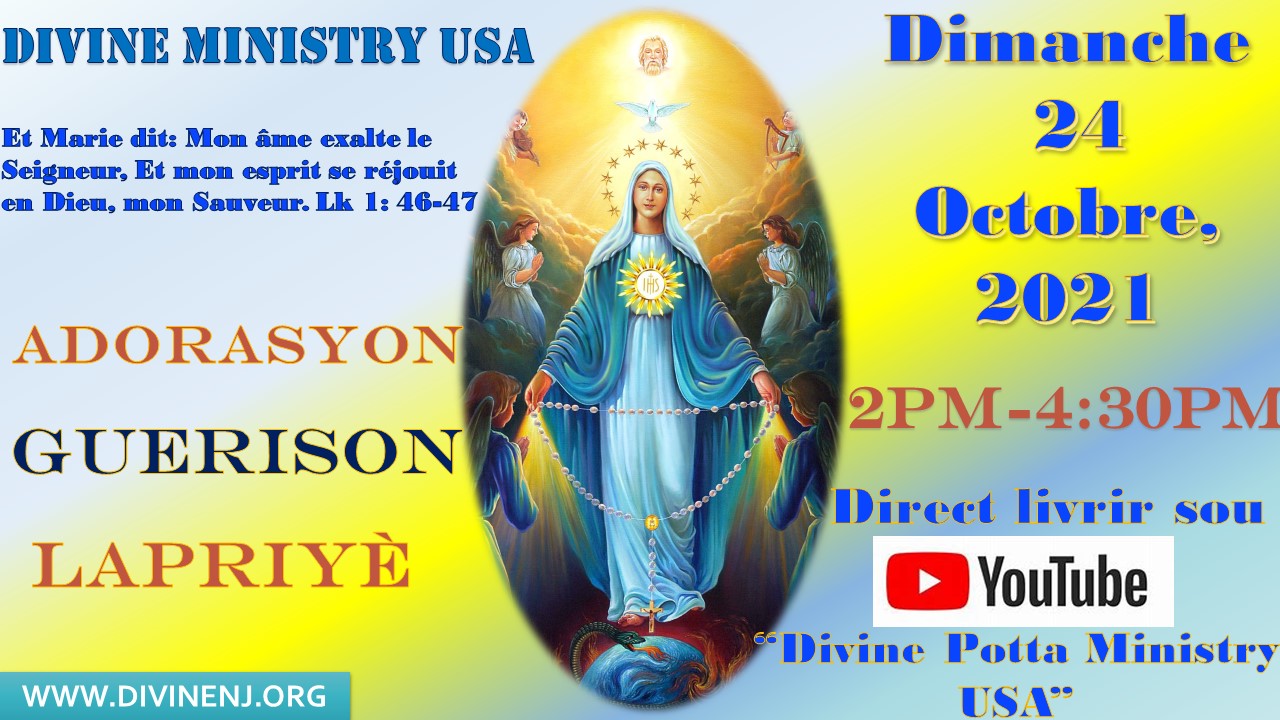 DIVINE MINISTRY USA
Et Marie dit: Mon âme exalte le
Seigneur, Et mon esprit se réjouit
en Dieu, mon Sauveur. Lk 1: 46-47
ADORASYON
GUERISON
LAPRIYÈ
WWW.DIVINENJ.ORG
IHS
Dimanche
24
Octobre,
2021
2PM-4:30PM
Direct livrir sou
YouTube
“Divine Potta Ministry
USA”